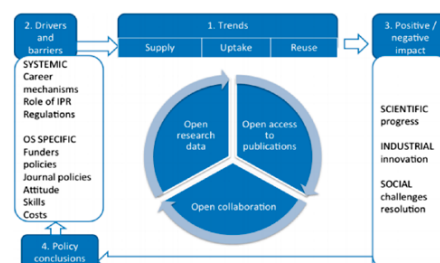 2. Drivers
and
barriers
SYSTEMIC
Career
mechanisms
Role of IPR
Regulations
OS SPECIFIC
Funders
policies
Journal policies
Attitude
Skills
Costs
1. Trends
Supply
Uptake
Reuse
Open
research
data
Open access
to
publications
Open collaboration
3. Positive /
negative
impact
SCIENTIFIC
progress
INDUSTRIAL
innovation
SOCIAL
challenges
resolution
4. Policy
conclusions